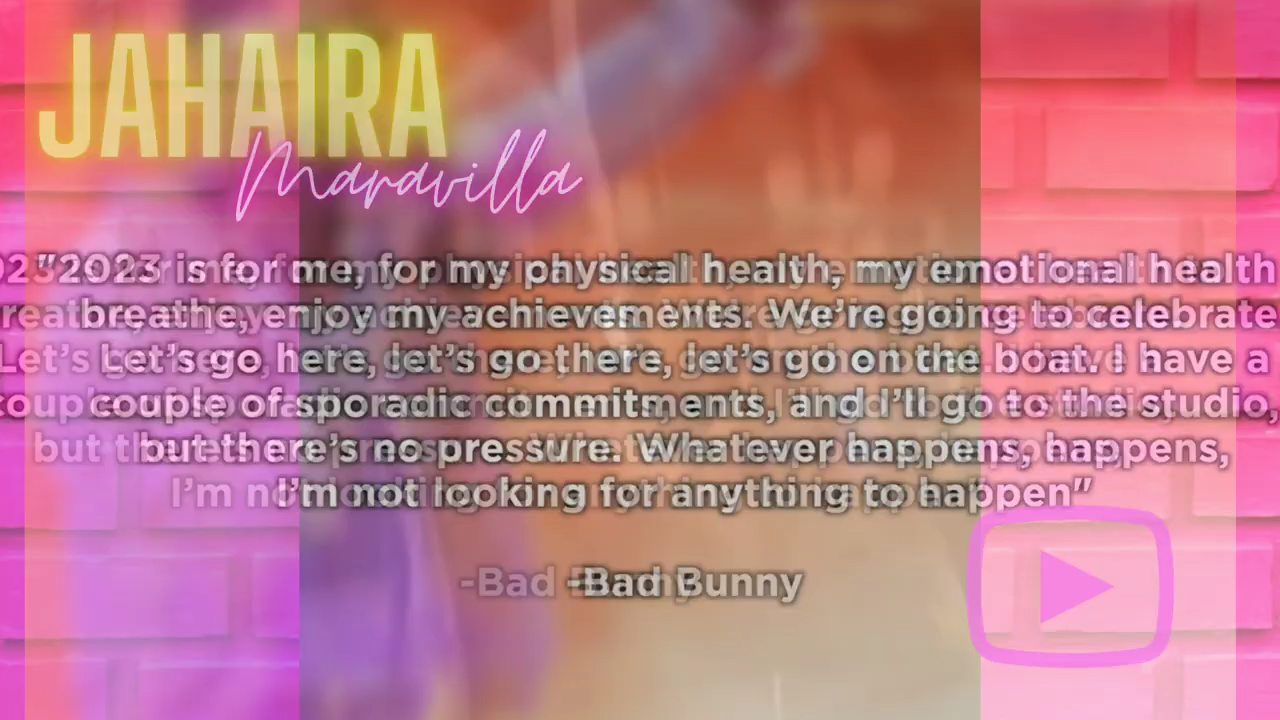 JAHAIRA
Maravilla
"2023 is for me, for my physical health, my emotional health
breathe, enjoy my achievements. We're going to celebrate
Let's go here, let's go there, let's go on the boat. I have a
couple of sporadic commitments, and I'll go to the studio,
but there's no pressure. Whatever happens, happens,
I'm not looking for anything to happen"
-Bad Bunny